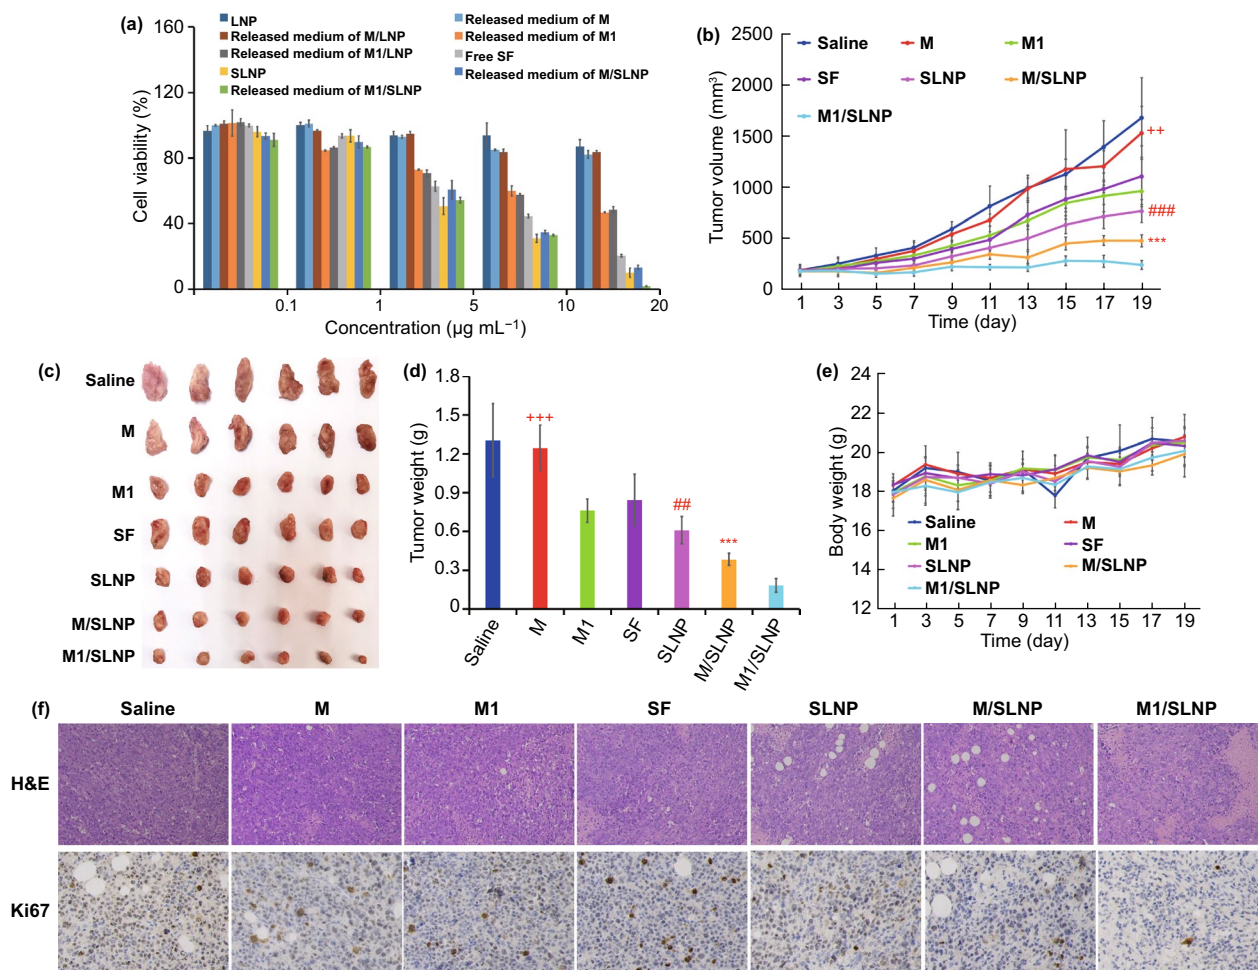 (a)
160
120
80
40
0
Cell viability (%)
LNP
Released medium of M/LNP
Released medium of M1/LNP
SLNP
Released medium of M1/SLNP
Released medium of M
Released medium of M1
Free SF
Released medium of M/SLNP
0.1 1 5 10 20
Concentration (µg mL⁻¹)
(b)
2500
2000
1500
1000
500
0
Tumor volume (mm³)
Saline M M1
SF SLNP M/SLNP
M1/SLNP
++
###
***
1 3 5 7 9 11 13 15 17 19
Time (day)
(c)
Saline
M
M1
SF
SLNP
M/SLNP
M1/SLNP
(d)
1.8
1.5
1.2
0.9
0.6
0.3
0
Tumor weight (g)
+++
##
***
Saline M M1 SF SLNP M/SLNP M1/SLNP
(e)
24
22
20
18
16
14
12
Body weight (g)
Saline M
M1 SF
SLNP M/SLNP
M1/SLNP
1 3 5 7 9 11 13 15 17 19
Time (day)
(f)
Saline M M1 SF SLNP M/SLNP M1/SLNP
H&E
Ki67